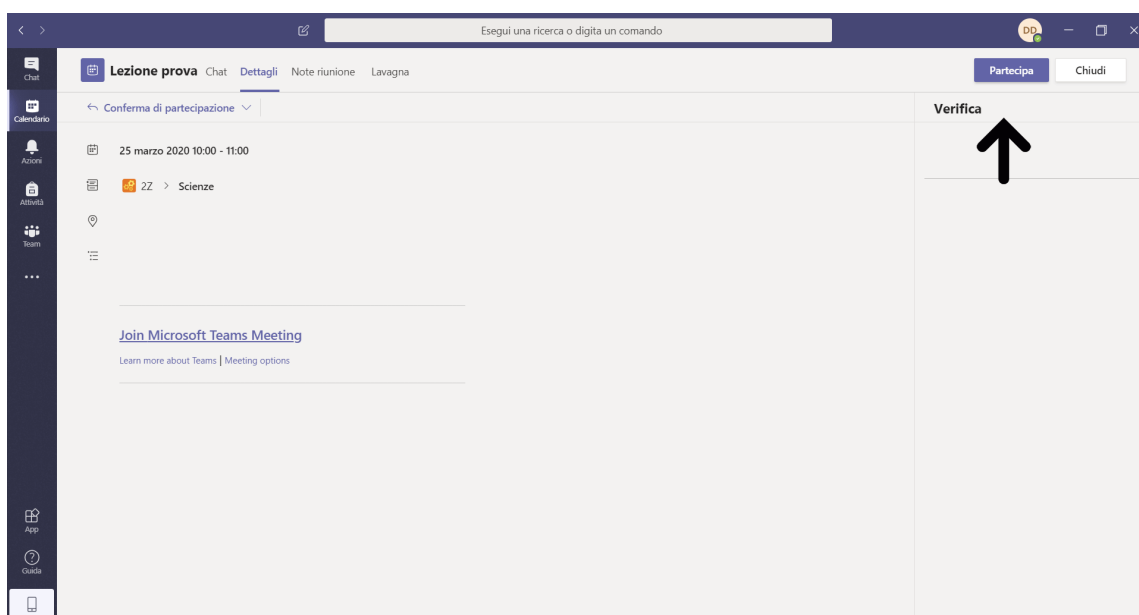 Esegui una ricerca o digita un comando
DD
Chat
Calendario
Azioni
Attività
Team
App
Guida
Lezione prova Chat Dettagli Note riunione Lavagna
Partecipa Chiudi
Conferma di partecipazione
25 marzo 2020 10:00 - 11:00
2Z > Scienze
Join Microsoft Teams Meeting
Learn more about Teams | Meeting options
Verifica